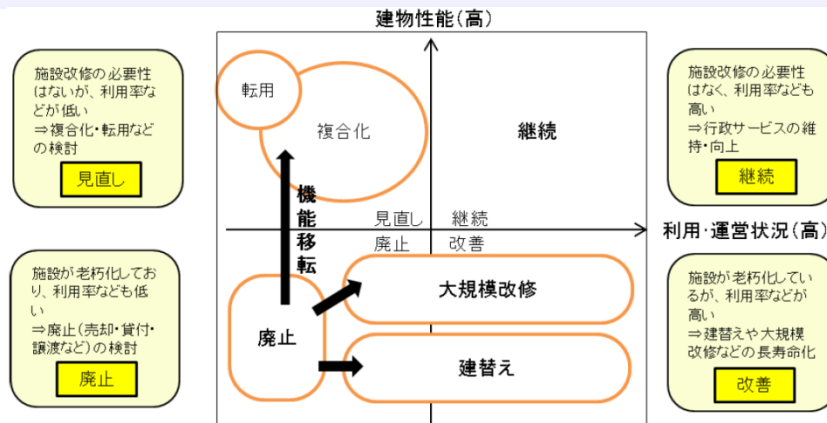 建物性能(高)
施設改修の必要性
はないが、利用率な
どが低い
⇒複合化・転用など
の検討
見直し
転用
複合化
継続
施設改修の必要性
はなく、利用率なども
高い
⇒行政サービスの維
持・向上
継続
機能移転
見直し
継続
廃止
改善
利用・運営状況(高)
施設が老朽化してお
り、利用率なども低
い
⇒廃止(売却・貸付・
譲渡など)の検討
廃止
廃止
大規模改修
建替え
施設が老朽化してい
るが、利用率などが
高い
⇒建替えや大規模
改修などの長寿命化
改善